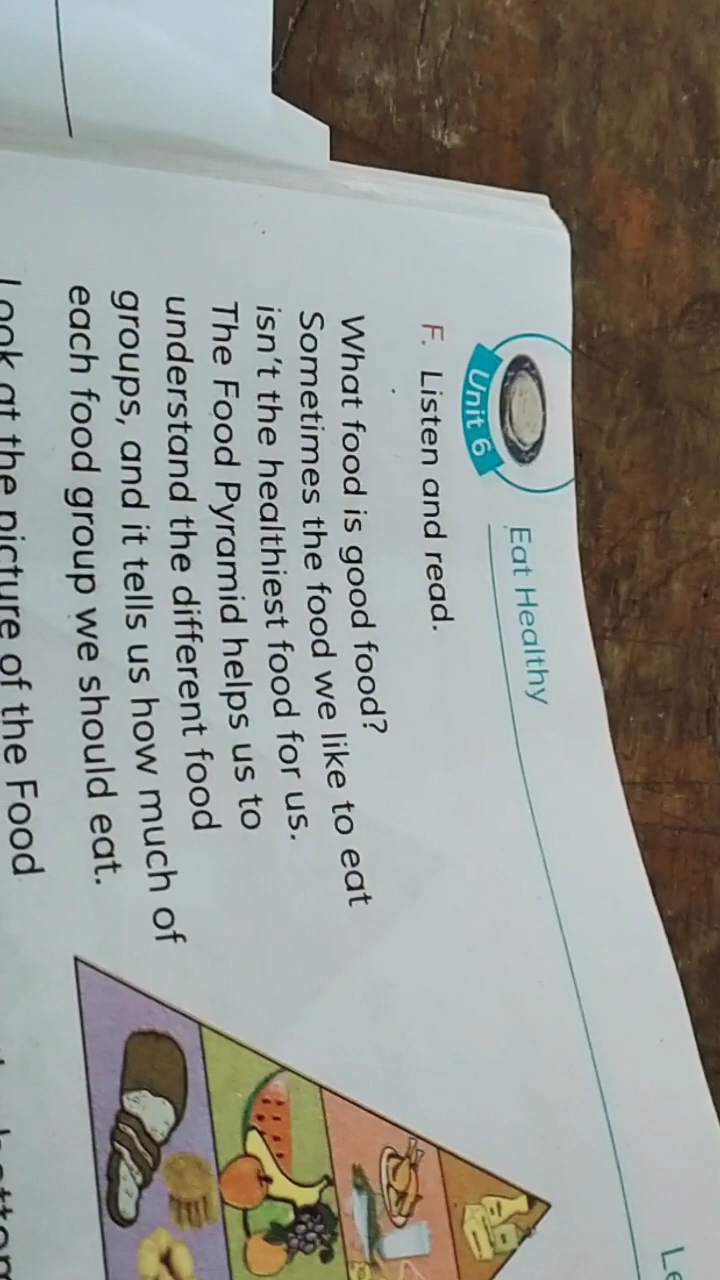 Unit 6
Eat Healthy
F. Listen and read.
What food is good food?
Sometimes the food we like to eat
isn't the healthiest food for us.
The Food Pyramid helps us to
understand the different food
groups, and it tells us how much of
each food group we should eat.
Look at the picture of the Food